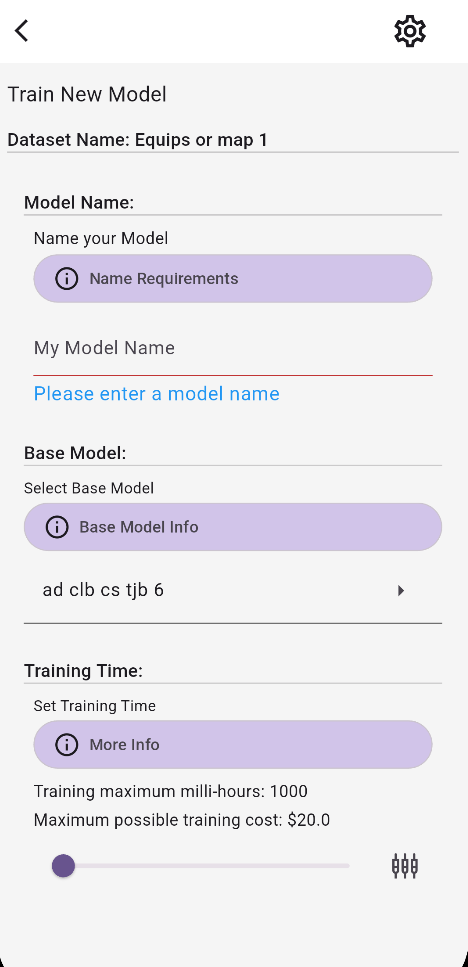 Train New Model
Dataset Name: Equips or map 1
Model Name:
Name your Model
Name Requirements
My Model Name
Please enter a model name
Base Model:
Select Base Model
Base Model Info
ad clb cs tjb 6
Training Time:
Set Training Time
More Info
Training maximum milli-hours: 1000
Maximum possible training cost: $20.0